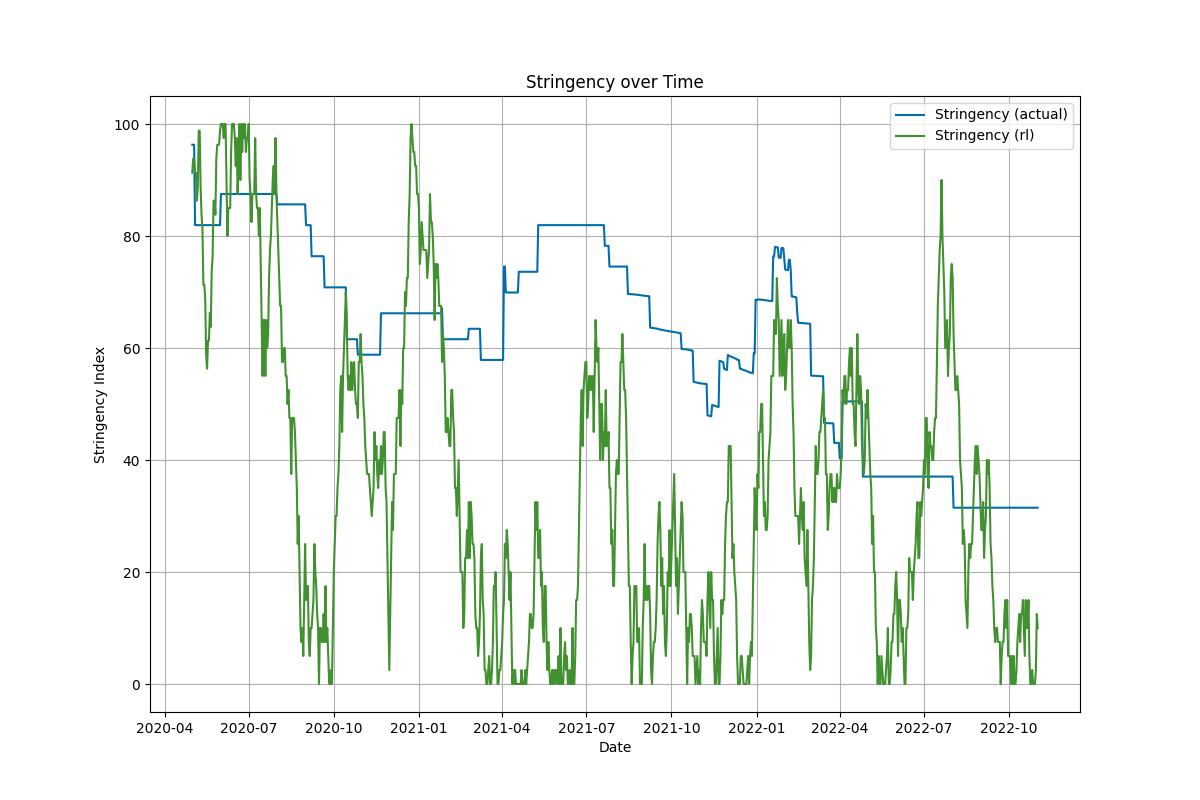 Stringency over Time
Stringency (actual)
Stringency (rl)
Stringency Index
100
80
60
40
20
0
2020-04 2020-07 2020-10 2021-01 2021-04 2021-07 2021-10 2022-01 2022-04 2022-07 2022-10
Date